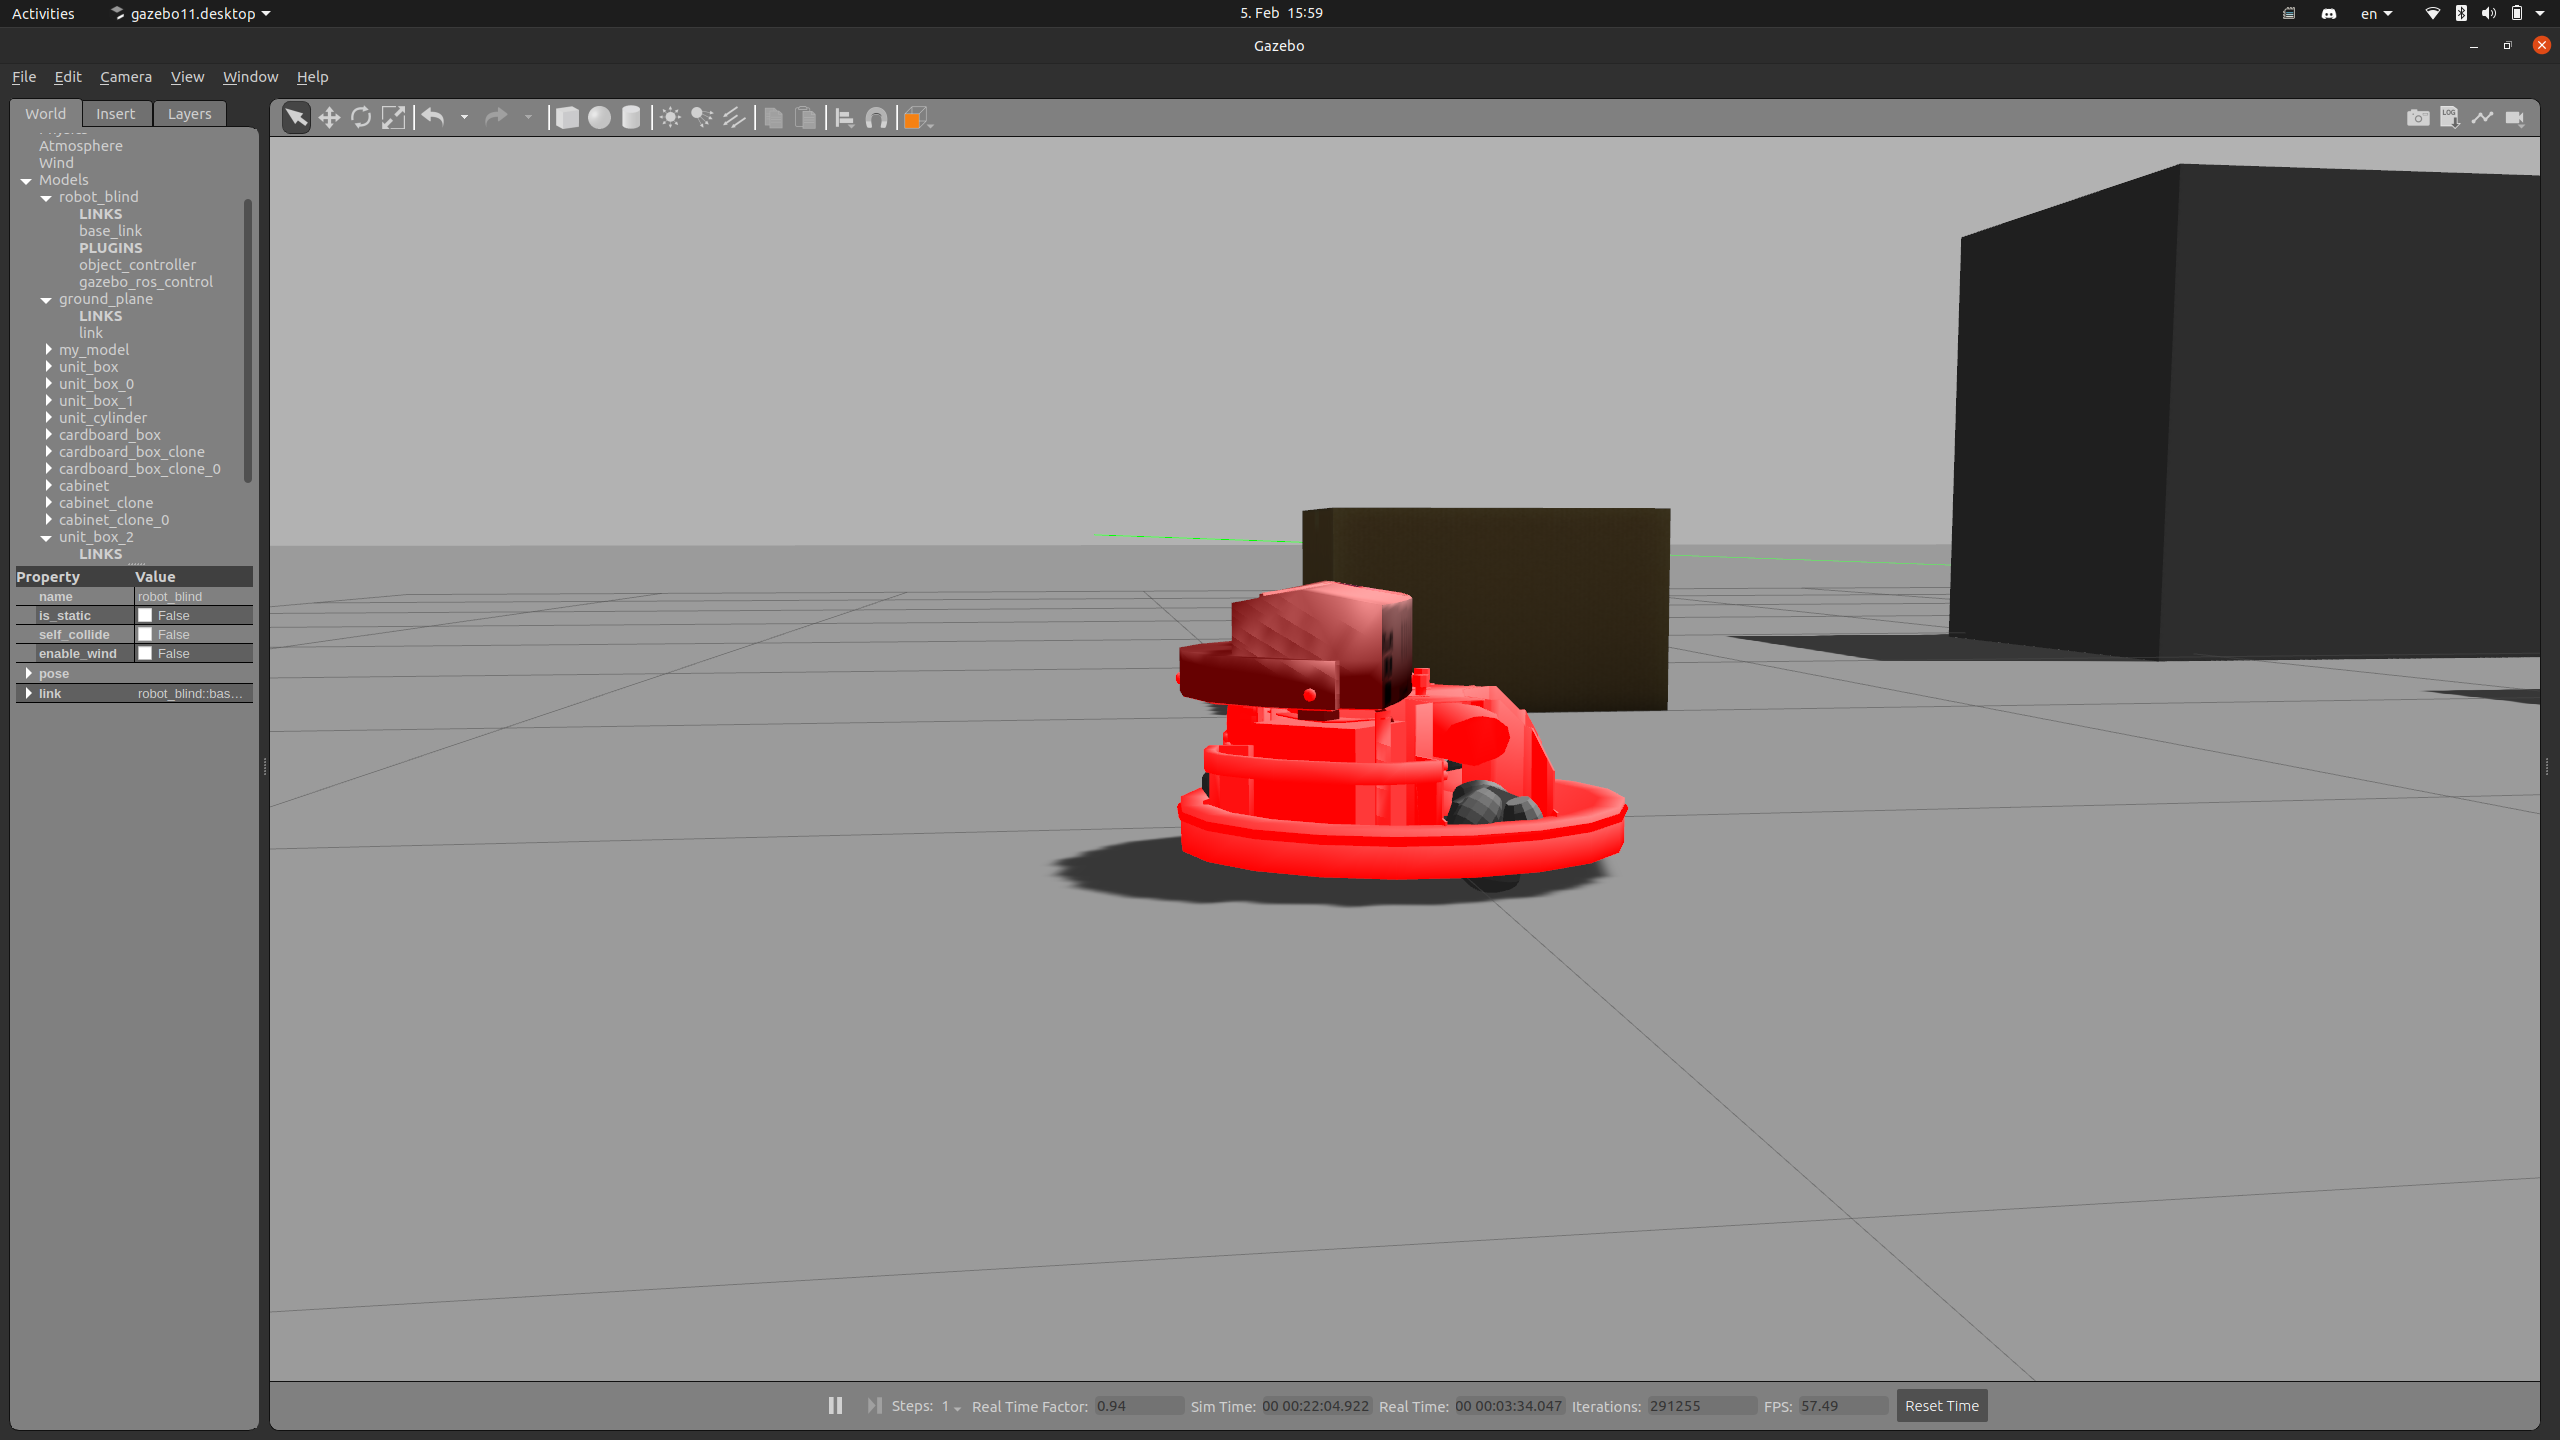 Activities gazebo11.desktop 5. Feb 15:59 en
Gazebo
File Edit Camera View Window Help
World Insert Layers
LOG
Atmosphere
Wind
Models
robot_blind
LINKS
base_link
PLUGINS
object_controller
gazebo_ros_control
ground_plane
LINKS
link
my_model
unit_box
unit_box_0
unit_box_1
unit_cylinder
cardboard_box
cardboard_box_clone
cardboard_box_clone_0
cabinet
cabinet_clone
cabinet_clone_0
unit_box_2
LINKS
Property Value
name robot_blind
is_static False
self_collide False
enable_wind False
pose
link robot_blind::bas...
Steps: 1 Real Time Factor: 0.94 Sim Time: 00 00:22:04.922 Real Time: 00 00:03:34.047 Iterations: 291255 FPS: 57.49 Reset Time